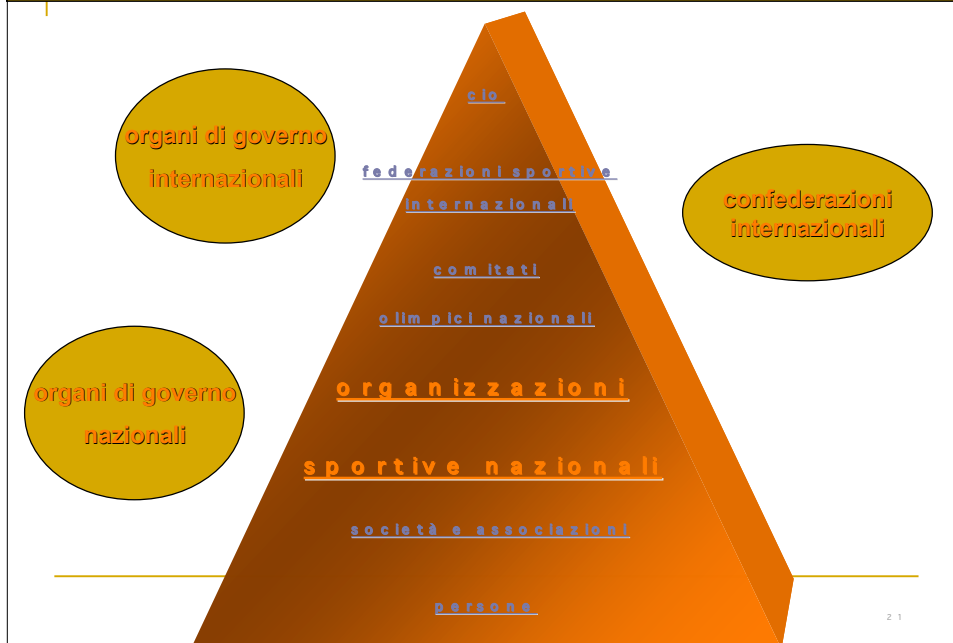 cio
organi di governo
internazionali
federazioni sportive
internazionali
confederazioni
internazionali
comitati
olimpici nazionali
organi di governo
nazionali
organizzazioni
sportive nazionali
società e associazioni
persone
21